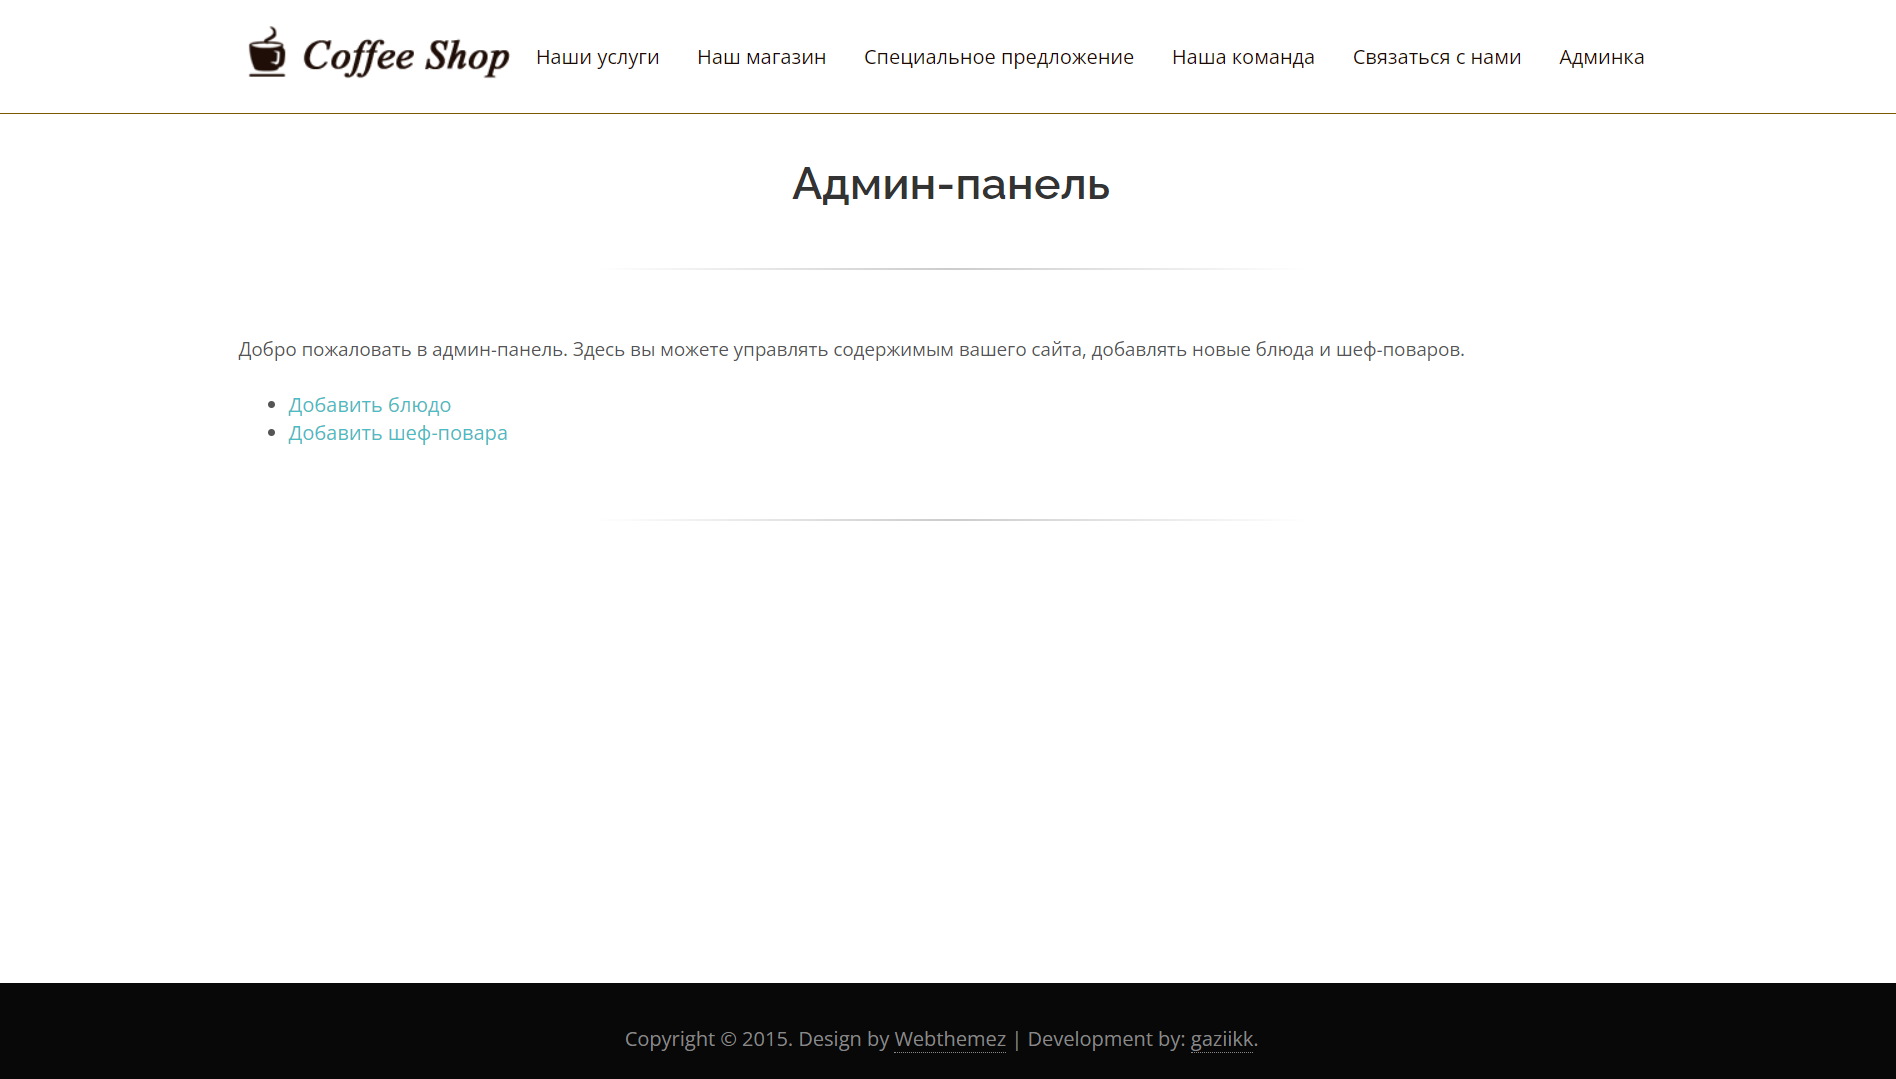 Coffee Shop Наши услуги Наш магазин Специальное предложение Наша команда Связаться с нами Админка
Админ-панель
Добро пожаловать в админ-панель. Здесь вы можете управлять содержимым вашего сайта, добавлять новые блюда и шеф-поваров.
Добавить блюдо
Добавить шеф-повара
Copyright © 2015. Design by Webthemez | Development by: gaziikk.